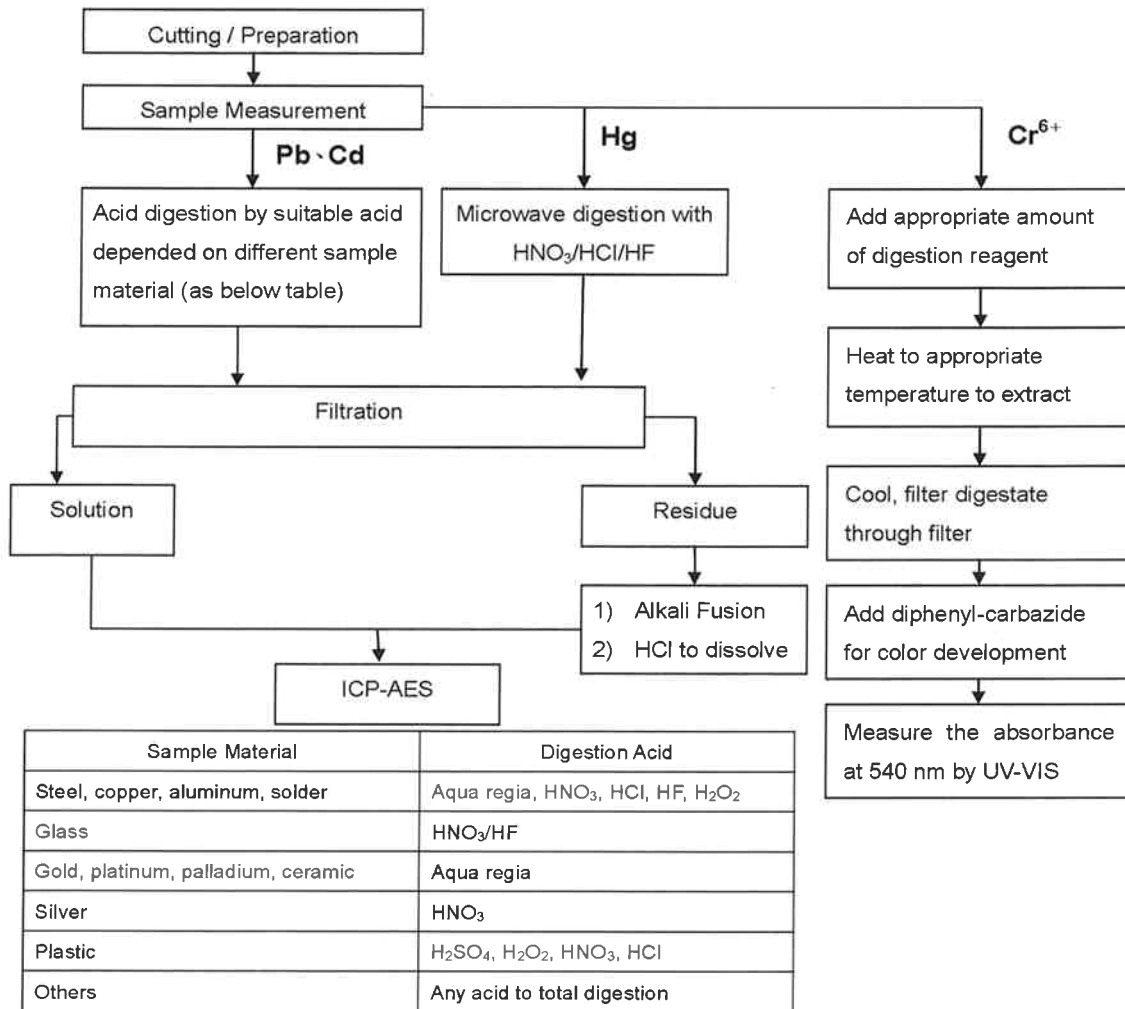 Cutting / Preparation
Sample Measurement
Pb、Cd
Hg
Cr⁶⁺
Acid digestion by suitable acid
depended on different sample
material (as below table)
Microwave digestion with
HNO₃/HCl/HF
Add appropriate amount
of digestion reagent
Heat to appropriate
temperature to extract
Filtration
Solution
Residue
Cool, filter digestate
through filter
1) Alkali Fusion
2) HCl to dissolve
Add diphenyl-carbazide
for color development
ICP-AES
Measure the absorbance
at 540 nm by UV-VIS
Sample Material Digestion Acid
Steel, copper, aluminum, solder Aqua regia, HNO₃, HCl, HF, H₂O₂
Glass HNO₃/HF
Gold, platinum, palladium, ceramic Aqua regia
Silver HNO₃
Plastic H₂SO₄, H₂O₂, HNO₃, HCl
Others Any acid to total digestion